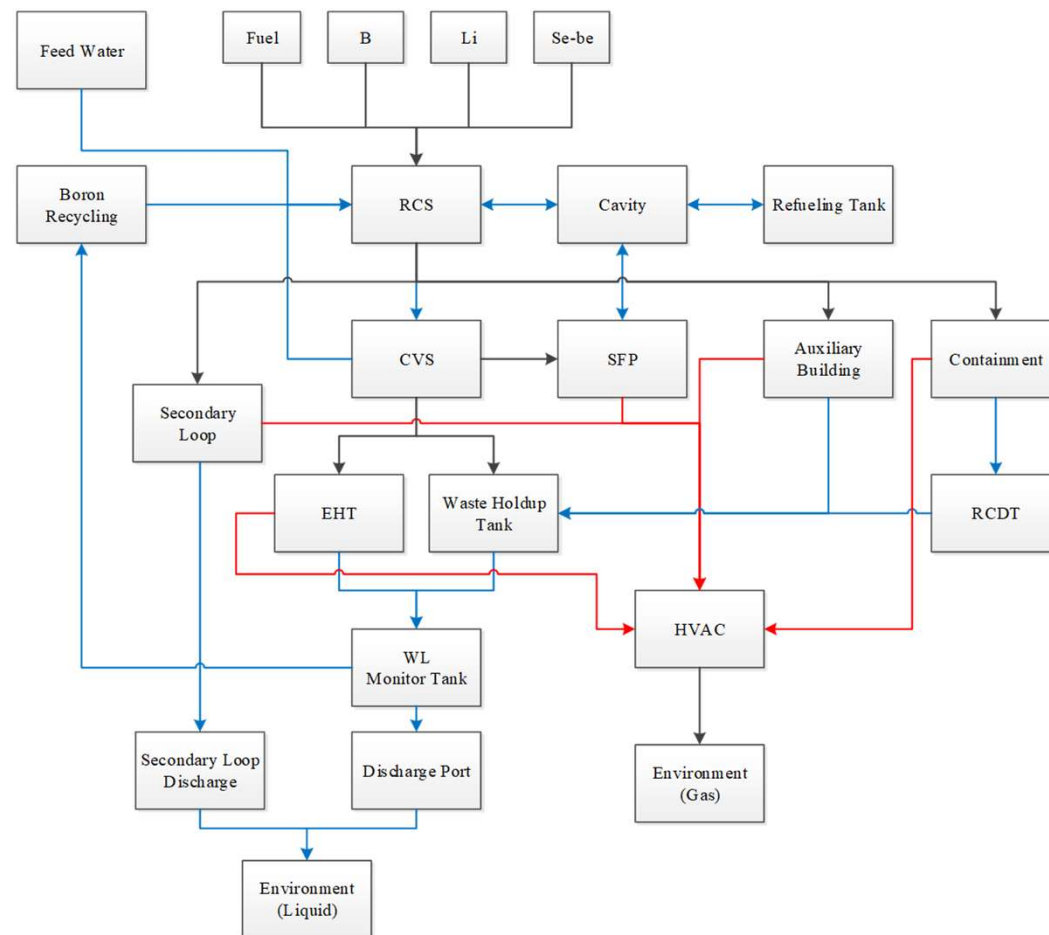 Feed Water
Fuel
B
Li
Se-be
Boron
Recycling
RCS
Cavity
Refueling Tank
CVS
SFP
Auxiliary
Building
Containment
Secondary
Loop
EHT
Waste Holdup
Tank
RCDT
HVAC
WL
Monitor Tank
Secondary Loop
Discharge
Discharge Port
Environment
(Gas)
Environment
(Liquid)